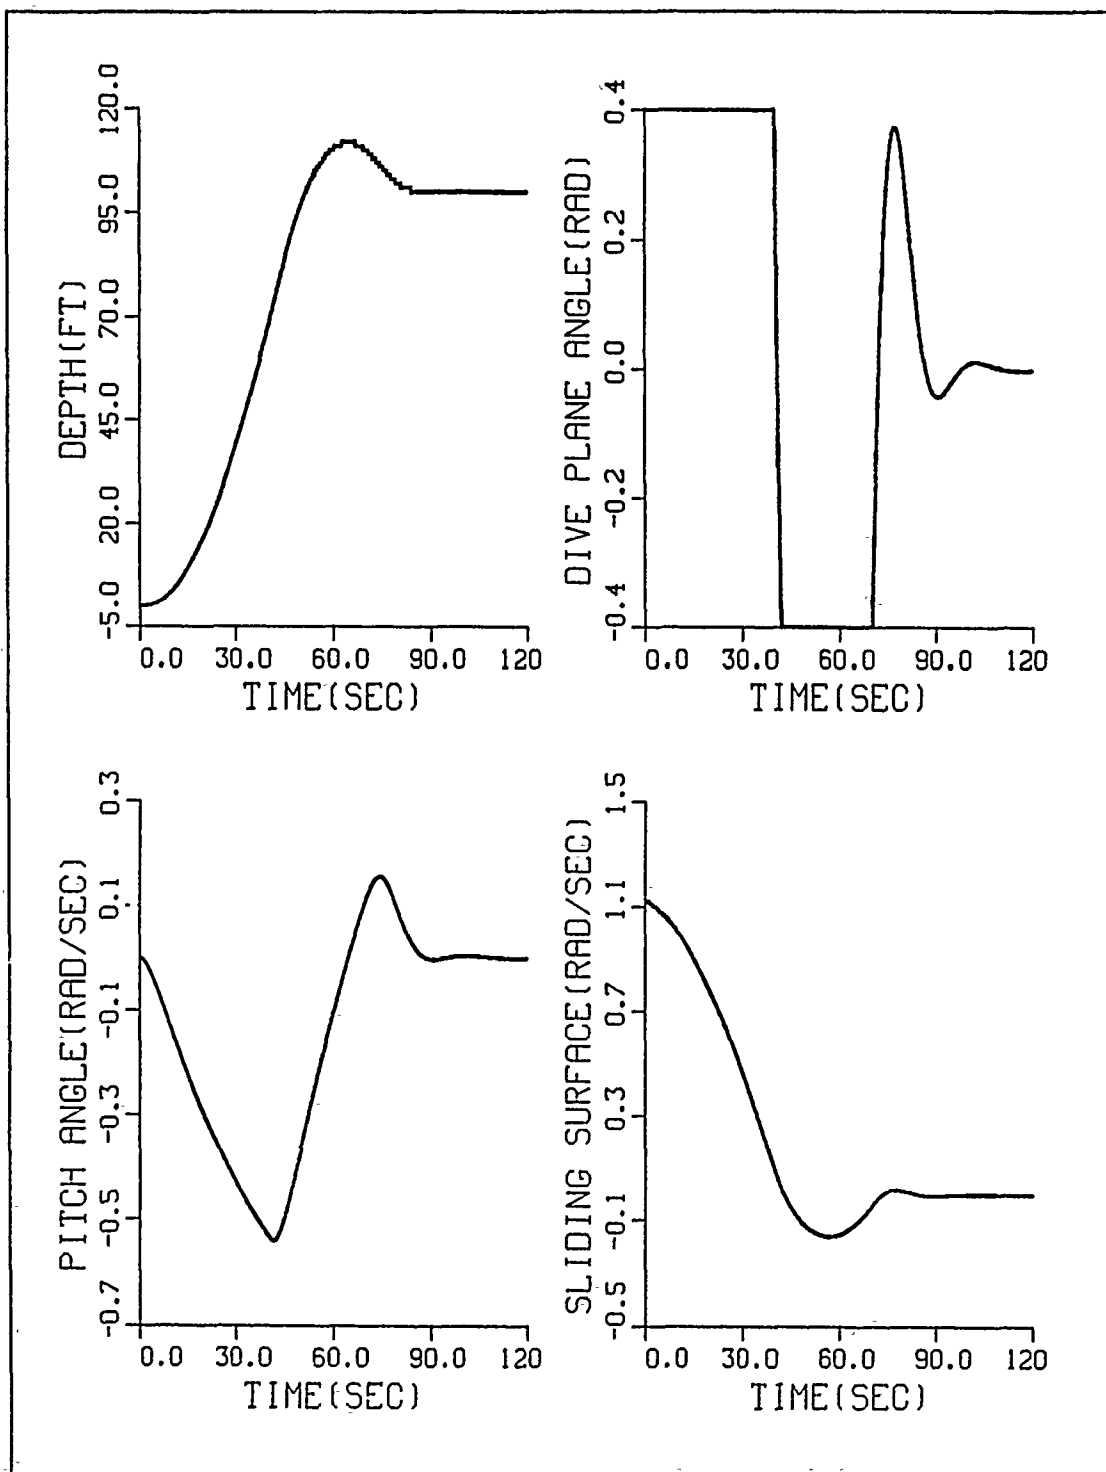 DEPTH(FT)
120.0
95.0
70.0
45.0
20.0
-5.0
0.0 30.0 60.0 90.0 120
TIME(SEC)
DIVE PLANE ANGLE(RAD)
0.4
0.2
0.0
-0.2
-0.4
0.0 30.0 60.0 90.0 120
TIME(SEC)
PITCH ANGLE(RAD/SEC)
0.3
0.1
-0.1
-0.3
-0.5
-0.7
0.0 30.0 60.0 90.0 120
TIME(SEC)
SLIDING SURFACE(RAD/SEC)
1.5
1.1
0.7
0.3
-0.1
-0.5
0.0 30.0 60.0 90.0 120
TIME(SEC)